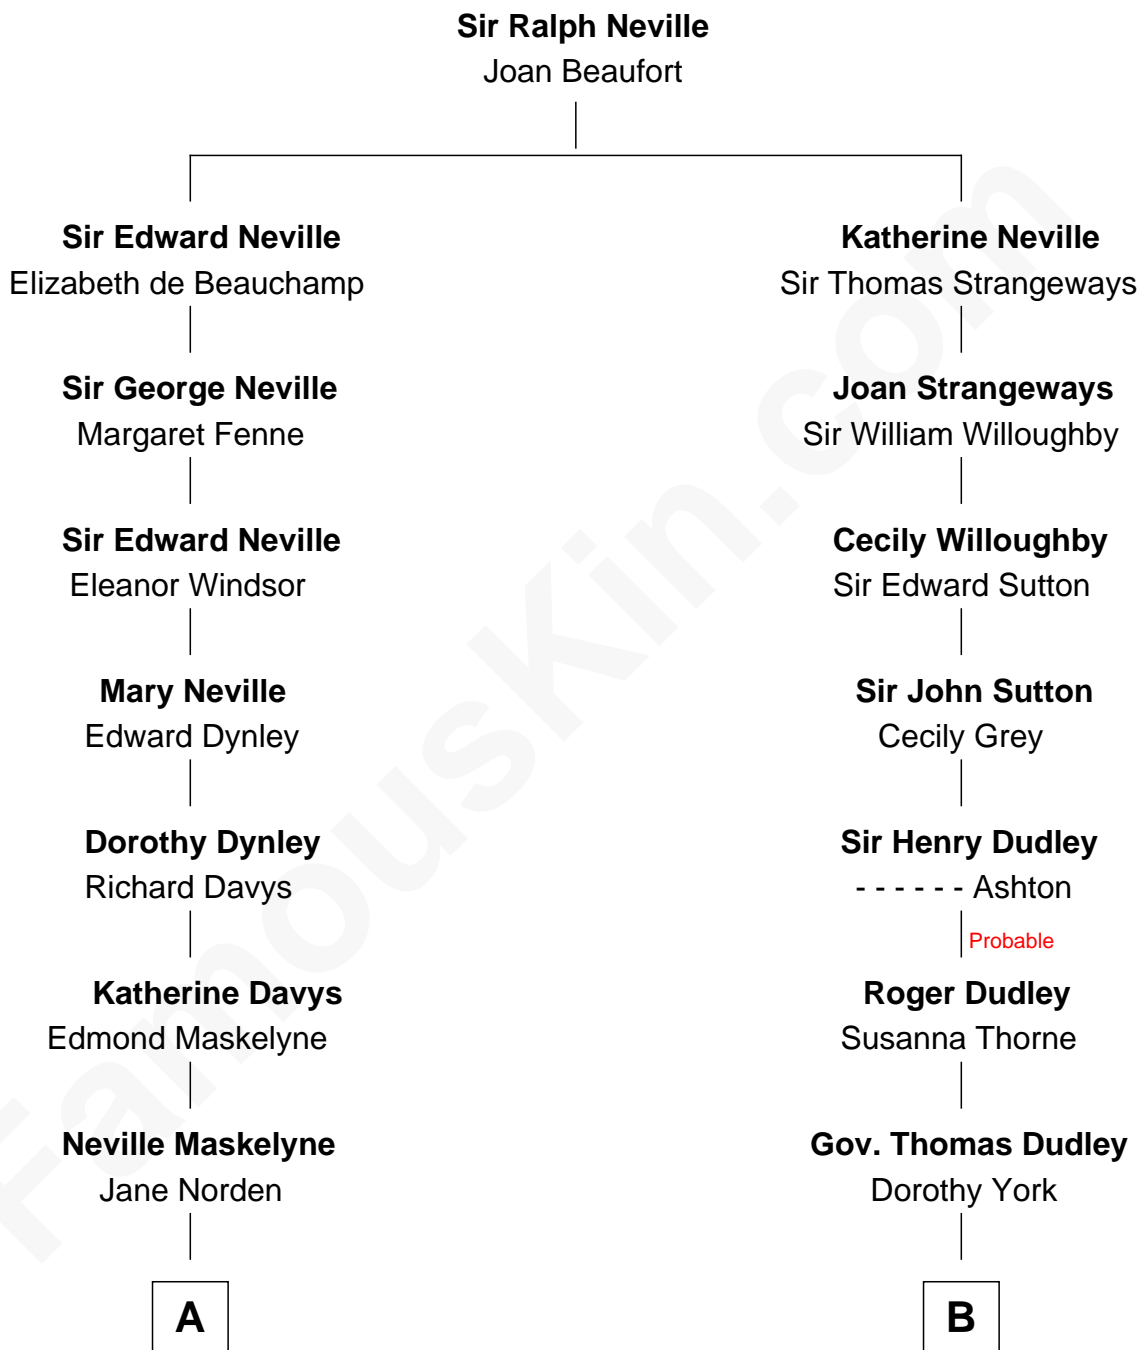 Sir Ralph Neville
Joan Beaufort
Sir Edward Neville
Elizabeth de Beauchamp
Katherine Neville
Sir Thomas Strangeways
Sir George Neville
Margaret Fenne
Joan Strangeways
Sir William Willoughby
Sir Edward Neville
Eleanor Windsor
Cecily Willoughby
Sir Edward Sutton
Mary Neville
Edward Dynley
Sir John Sutton
Cecily Grey
Dorothy Dynley
Richard Davys
Sir Henry Dudley
- - - - - - Ashton
Probable
Katherine Davys
Edmond Maskelyne
Roger Dudley
Susanna Thorne
Neville Maskelyne
Jane Norden
Gov. Thomas Dudley
Dorothy York
A
B
FamousKin.com